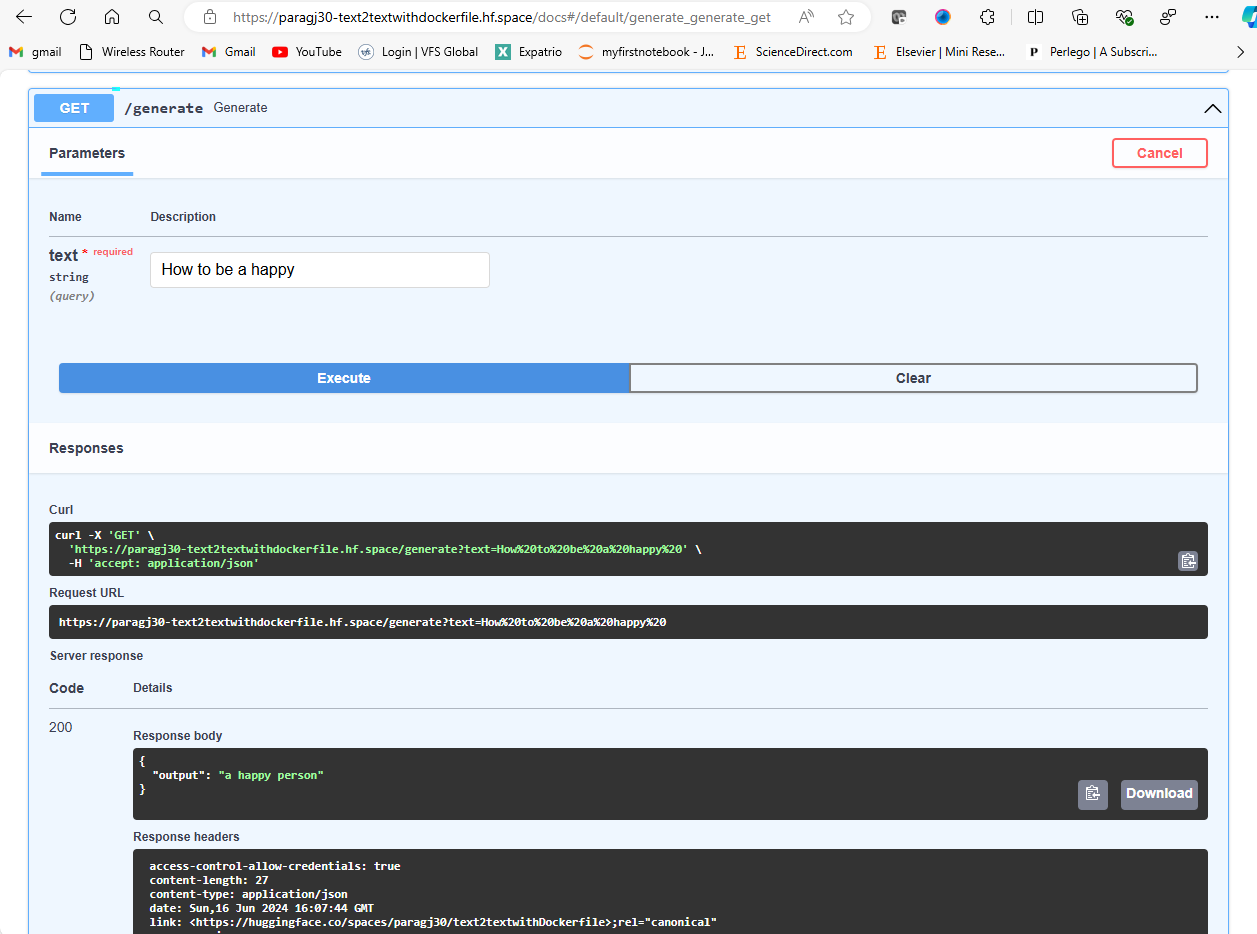 https://paragj30-text2textwithdockerfile.hf.space/docs#/default/generate_generate_get
gmail Wireless Router Gmail YouTube Login | VFS Global Expatrio myfirstnotebook - J... ScienceDirect.com Elsevier | Mini Rese... Perlego | A Subscri...
GET /generate Generate
Parameters Cancel
Name Description
text * required
string
(query)
How to be a happy
Execute Clear
Responses
Curl
curl -X 'GET' \
'https://paragj30-text2textwithdockerfile.hf.space/generate?text=How%20to%20be%20a%20happy%20' \
-H 'accept: application/json'
Request URL
https://paragj30-text2textwithdockerfile.hf.space/generate?text=How%20to%20be%20a%20happy%20
Server response
Code Details
200
Response body
{
"output": "a happy person"
}
Download
Response headers
access-control-allow-credentials: true
content-length: 27
content-type: application/json
date: Sun,16 Jun 2024 16:07:44 GMT
link: <https://huggingface.co/spaces/paragj30/text2textwithDockerfile>;rel="canonical"